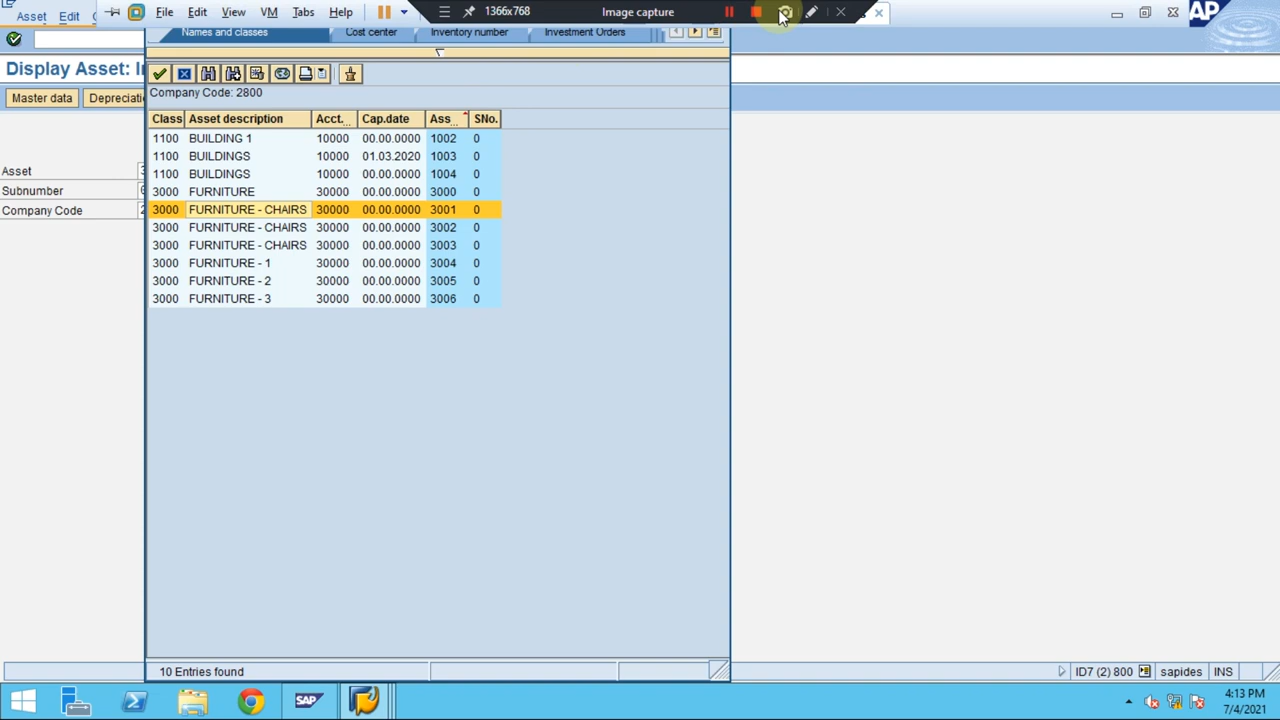 Asset Edit File Edit View VM Tabs Help 1366x768 Image capture
Names and classes Cost center Inventory number Investment Orders
Display Asset: I
Master data Depreciati
Company Code: 2800
Class Asset description Acct... Cap.date Ass... SNo.
1100 BUILDING 1 10000 00.00.0000 1002 0
1100 BUILDINGS 10000 01.03.2020 1003 0
Asset
1100 BUILDINGS 10000 00.00.0000 1004 0
Subnumber
3000 FURNITURE 30000 00.00.0000 3000 0
Company Code 2
3000 FURNITURE - CHAIRS 30000 00.00.0000 3001 0
3000 FURNITURE - CHAIRS 30000 00.00.0000 3002 0
3000 FURNITURE - CHAIRS 30000 00.00.0000 3003 0
3000 FURNITURE - 1 30000 00.00.0000 3004 0
3000 FURNITURE - 2 30000 00.00.0000 3005 0
3000 FURNITURE - 3 30000 00.00.0000 3006 0
10 Entries found
ID7 (2) 800 sapides INS
SAP
4:13 PM
7/4/2021